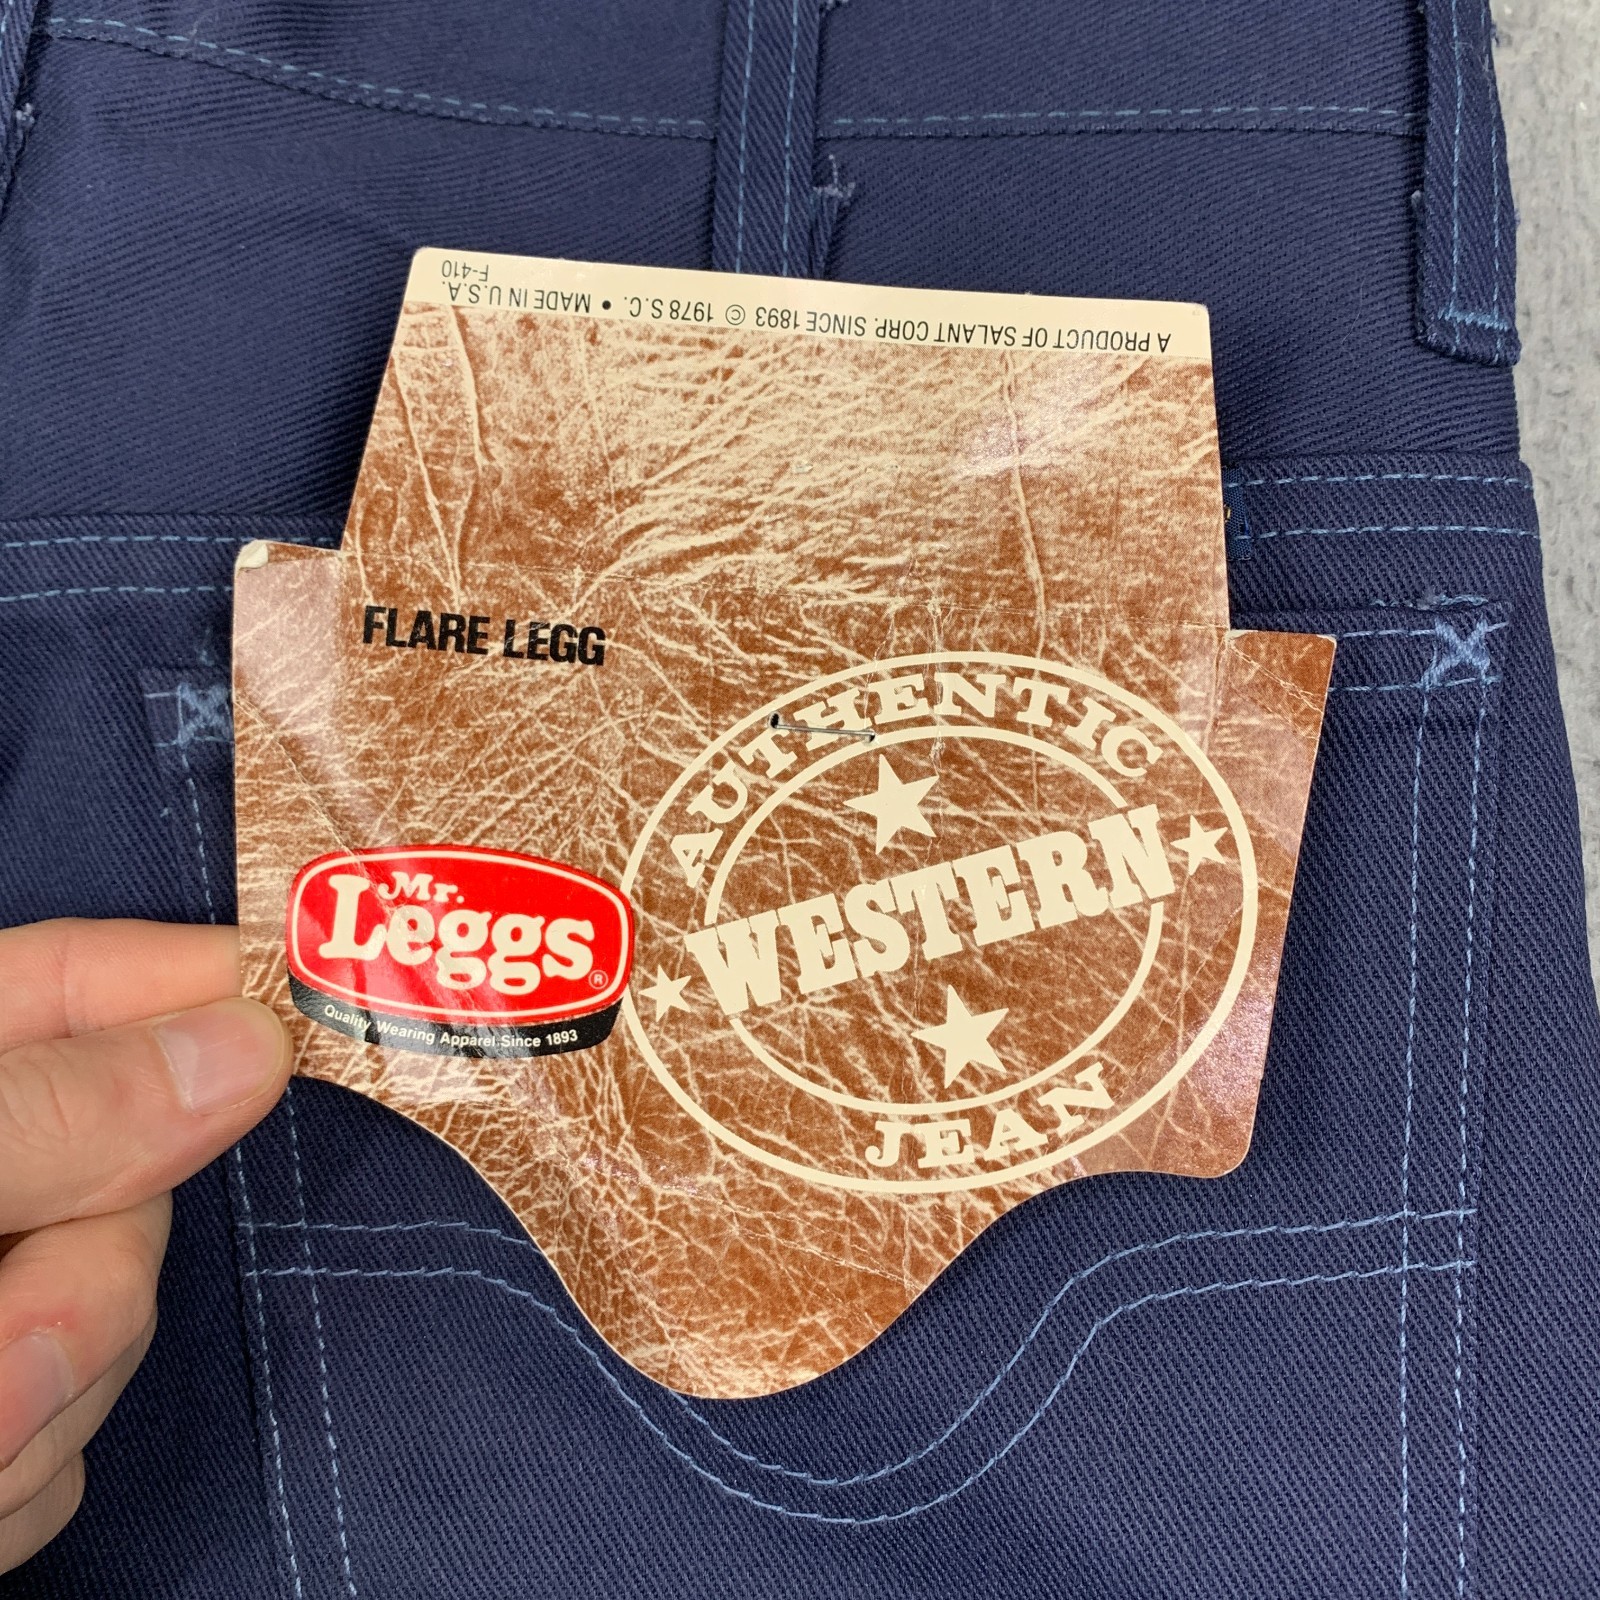 A PRODUCT OF SALANT CORP. SINCE 1893 © 1978 S.C. • MADE IN U.S.A.
F-410
FLARE LEGG
AUTHENTIC
WESTERN
JEAN
Mr.
Leggs®
Quality Wearing Apparel Since 1893